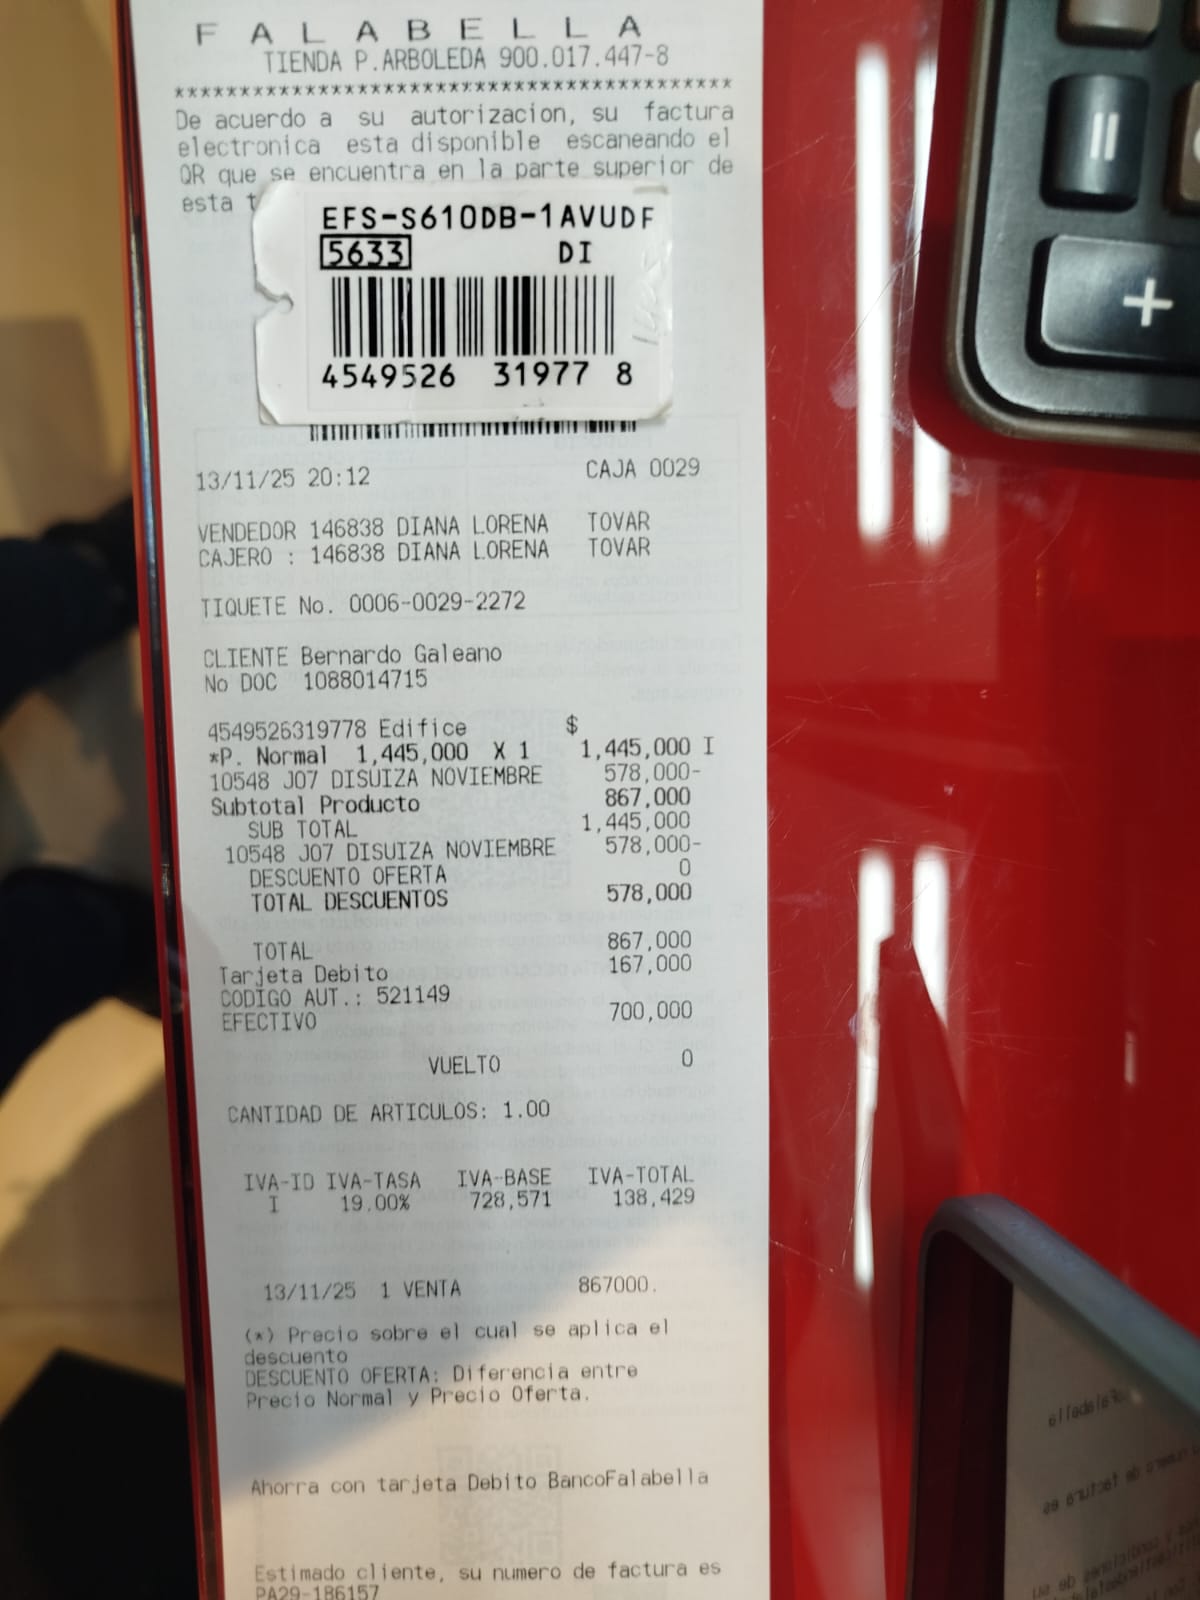 F A L A B E L L A
TIENDA P.ARBOLEDA 900.017.447-8
******************************************
De acuerdo a su autorizacion, su factura
electronica esta disponible escaneando el
QR que se encuentra en la parte superior de
esta
EFS-S610DB-1AVUDF
5633 DI
4549526 31977 8
13/11/25 20:12 CAJA 0029
VENDEDOR 146838 DIANA LORENA TOVAR
CAJERO : 146838 DIANA LORENA TOVAR
TIQUETE No. 0006-0029-2272
CLIENTE Bernardo Galeano
No DOC 1088014715
4549526319778 Edifice $
*P. Normal 1,445,000 X 1 1,445,000 I
10548 J07 DISUIZA NOVIEMBRE 578,000-
Subtotal Producto 867,000
SUB TOTAL 1,445,000
10548 J07 DISUIZA NOVIEMBRE 578,000-
DESCUENTO OFERTA 0
TOTAL DESCUENTOS 578,000
TOTAL 867,000
Tarjeta Debito 167,000
CODIGO AUT.: 521149
EFECTIVO 700,000
VUELTO 0
CANTIDAD DE ARTICULOS: 1.00
IVA-ID IVA-TASA IVA-BASE IVA-TOTAL
I 19.00% 728,571 138,429
13/11/25 1 VENTA 867000.
(*) Precio sobre el cual se aplica el
descuento
DESCUENTO OFERTA: Diferencia entre
Precio Normal y Precio Oferta.
Ahorra con tarjeta Debito BancoFalabella
Estimado cliente, su numero de factura es
PA29-186157
+